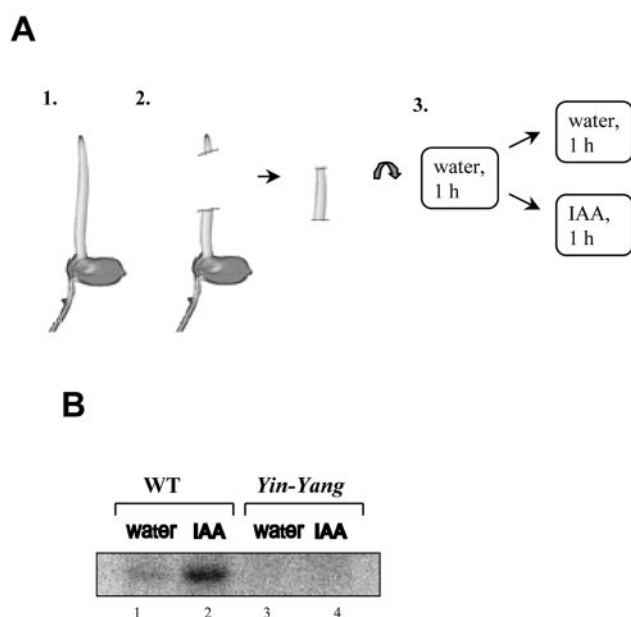 A
1.
2.
3.
water,
1 h
water,
1 h
IAA,
1 h
B
WT
Yin-Yang
water IAA water IAA
1 2 3 4